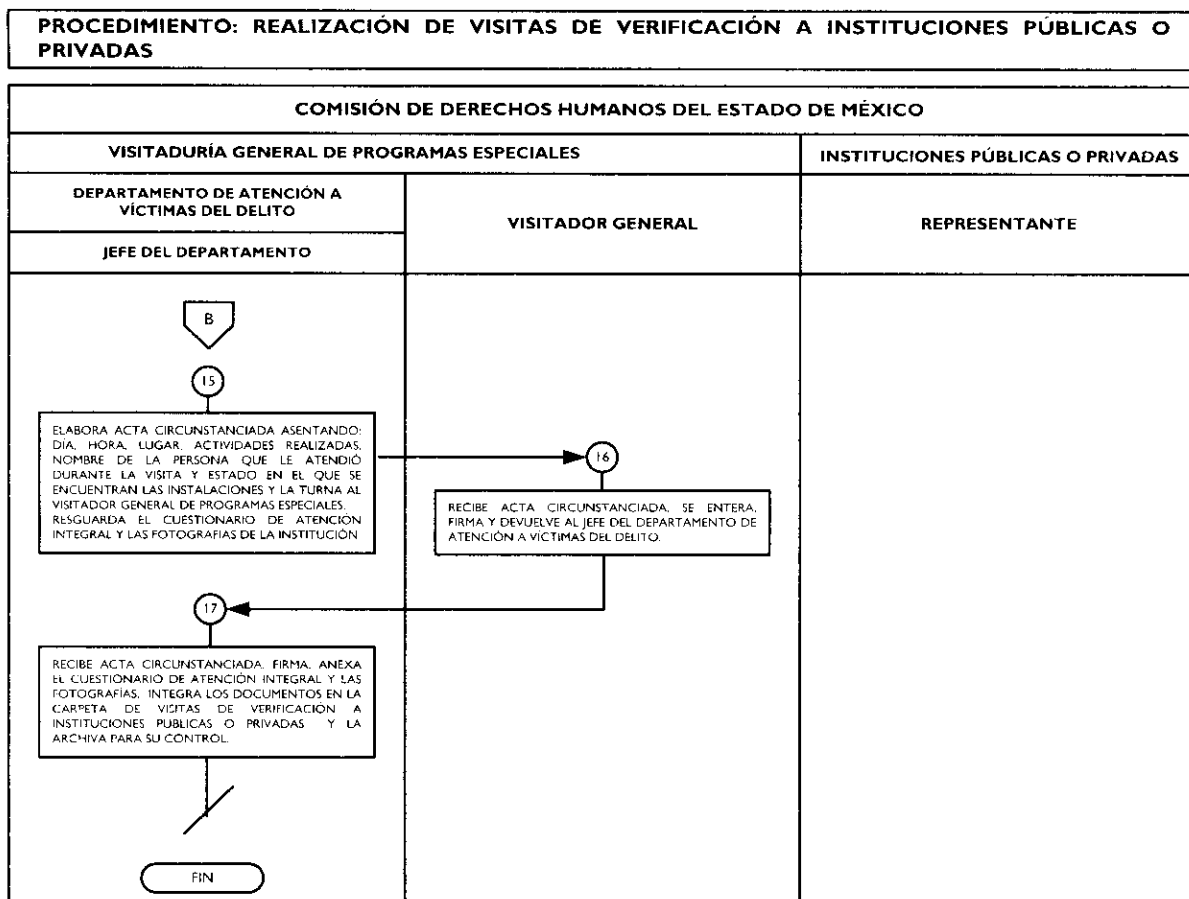 PROCEDIMIENTO: REALIZACIÓN DE VISITAS DE VERIFICACIÓN A INSTITUCIONES PÚBLICAS O
PRIVADAS
COMISIÓN DE DERECHOS HUMANOS DEL ESTADO DE MÉXICO
VISITADURÍA GENERAL DE PROGRAMAS ESPECIALES
INSTITUCIONES PÚBLICAS O PRIVADAS
DEPARTAMENTO DE ATENCIÓN A
VÍCTIMAS DEL DELITO
JEFE DEL DEPARTAMENTO
VISITADOR GENERAL
REPRESENTANTE
B
15
ELABORA ACTA CIRCUNSTANCIADA ASENTANDO:
DÍA, HORA, LUGAR, ACTIVIDADES REALIZADAS,
NOMBRE DE LA PERSONA QUE LE ATENDIÓ
DURANTE LA VISITA Y ESTADO EN EL QUE SE
ENCUENTRAN LAS INSTALACIONES Y LA TURNA AL
VISITADOR GENERAL DE PROGRAMAS ESPECIALES.
RESGUARDA EL CUESTIONARIO DE ATENCIÓN
INTEGRAL Y LAS FOTOGRAFÍAS DE LA INSTITUCIÓN
16
RECIBE ACTA CIRCUNSTANCIADA, SE ENTERA,
FIRMA Y DEVUELVE AL JEFE DEL DEPARTAMENTO DE
ATENCIÓN A VÍCTIMAS DEL DELITO.
17
RECIBE ACTA CIRCUNSTANCIADA, FIRMA, ANEXA
EL CUESTIONARIO DE ATENCIÓN INTEGRAL Y LAS
FOTOGRAFÍAS, INTEGRA LOS DOCUMENTOS EN LA
CARPETA DE VISITAS DE VERIFICACIÓN A
INSTITUCIONES PUBLICAS O PRIVADAS Y LA
ARCHIVA PARA SU CONTROL.
FIN